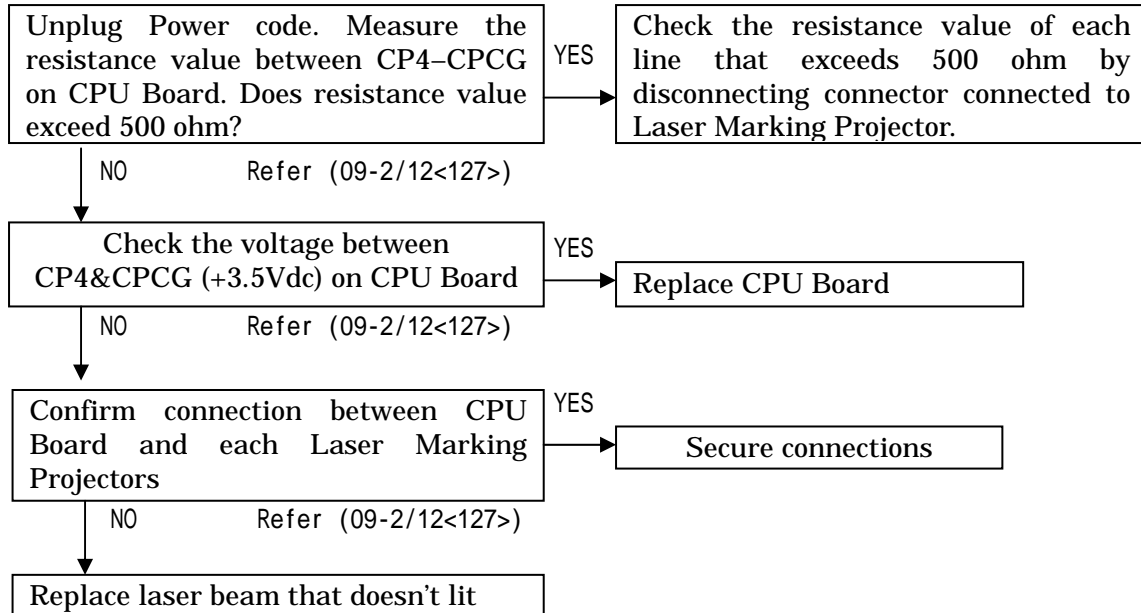 Unplug Power code. Measure the
resistance value between CP4–CPCG
on CPU Board. Does resistance value
exceed 500 ohm?
YES
Check the resistance value of each
line that exceeds 500 ohm by
disconnecting connector connected to
Laser Marking Projector.
NO
Refer (09-2/12<127>)
Check the voltage between
CP4&CPCG (+3.5Vdc) on CPU Board
YES
Replace CPU Board
NO
Refer (09-2/12<127>)
Confirm connection between CPU
Board and each Laser Marking
Projectors
YES
Secure connections
NO
Refer (09-2/12<127>)
Replace laser beam that doesn't lit